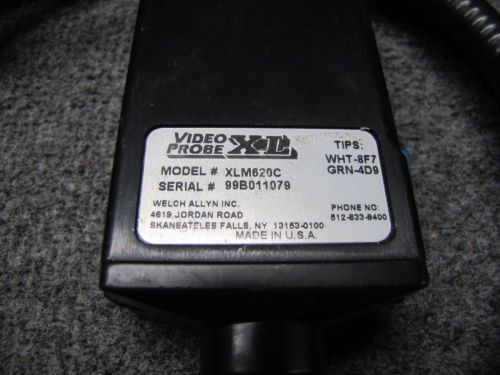 VIDEO PROBE XL
TIPS:
WHT-8F7
GRN-4D9
MODEL # XLM620C
SERIAL # 99B011079
WELCH ALLYN INC.
4619 JORDAN ROAD
SKANEATELES FALLS, NY 13153-0100
PHONE NO:
512-833-9400
MADE IN U.S.A.